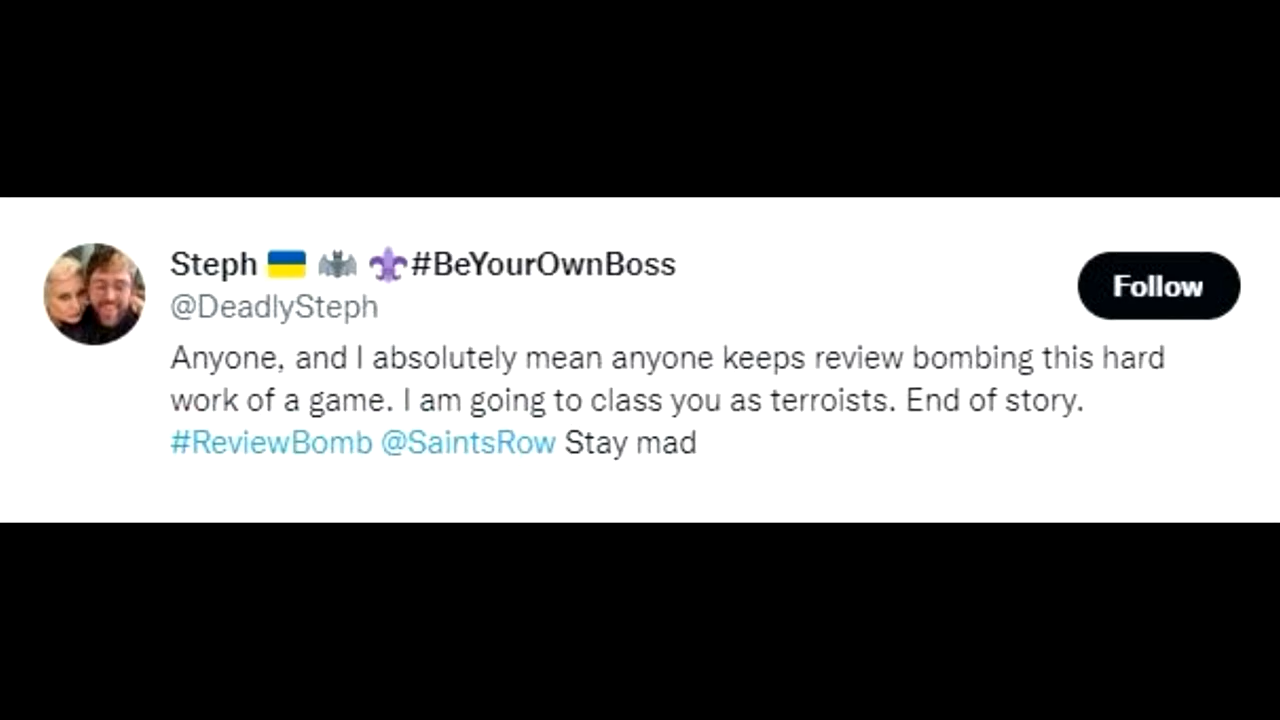 Steph 🇺🇦 🦇 ⚜#BeYourOwnBoss
@DeadlySteph
Follow
Anyone, and I absolutely mean anyone keeps review bombing this hard
work of a game. I am going to class you as terroists. End of story.
#ReviewBomb @SaintsRow Stay mad